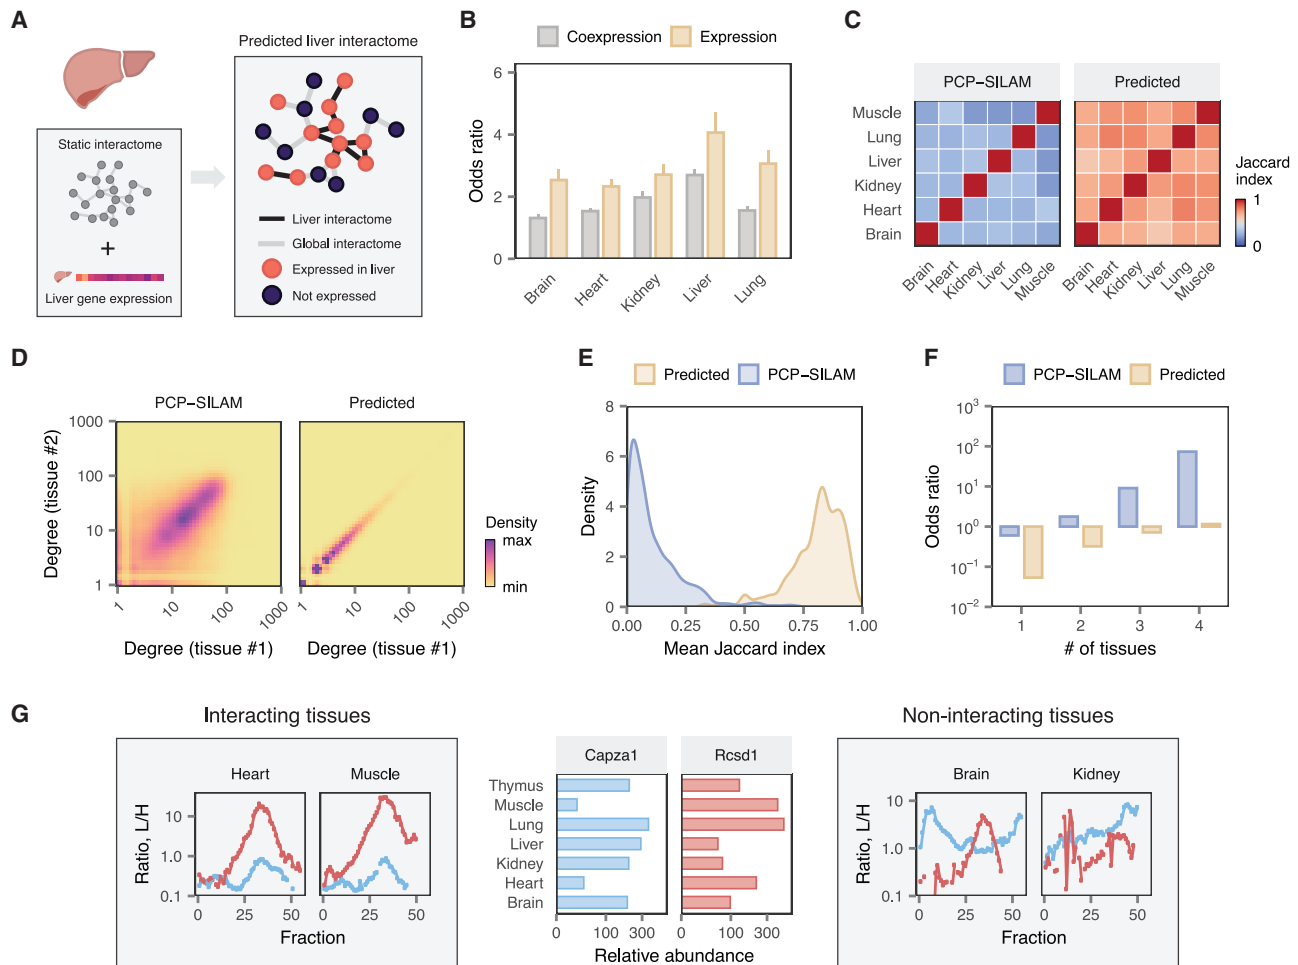 A
Static interactome
+
Liver gene expression
Predicted liver interactome
Liver interactome
Global interactome
Expressed in liver
Not expressed
B
Coexpression
Expression
Odds ratio
6
4
2
0
Brain
Heart
Kidney
Liver
Lung
C
PCP−SILAM
Predicted
Muscle
Lung
Liver
Kidney
Heart
Brain
Brain
Heart
Kidney
Liver
Lung
Muscle
Brain
Heart
Kidney
Liver
Lung
Muscle
Jaccard
index
1
0
D
PCP−SILAM
Predicted
Degree (tissue #2)
1000
100
10
1
1
10
100
1000
1
10
100
1000
Degree (tissue #1)
Degree (tissue #1)
Density
max
min
E
Predicted
PCP−SILAM
Density
8
6
4
2
0
0.00
0.25
0.50
0.75
1.00
Mean Jaccard index
F
PCP−SILAM
Predicted
Odds ratio
10³
10²
10¹
10⁰
10⁻¹
10⁻²
1
2
3
4
# of tissues
G
Interacting tissues
Heart
Muscle
Ratio, L/H
10
1.0
0.1
0
25
50
0
25
50
Fraction
Capza1
Rcsd1
Thymus
Muscle
Lung
Liver
Kidney
Heart
Brain
0
100
300
0
100
300
Relative abundance
Non-interacting tissues
Brain
Kidney
Ratio, L/H
10
1.0
0.1
0
25
50
0
25
50
Fraction